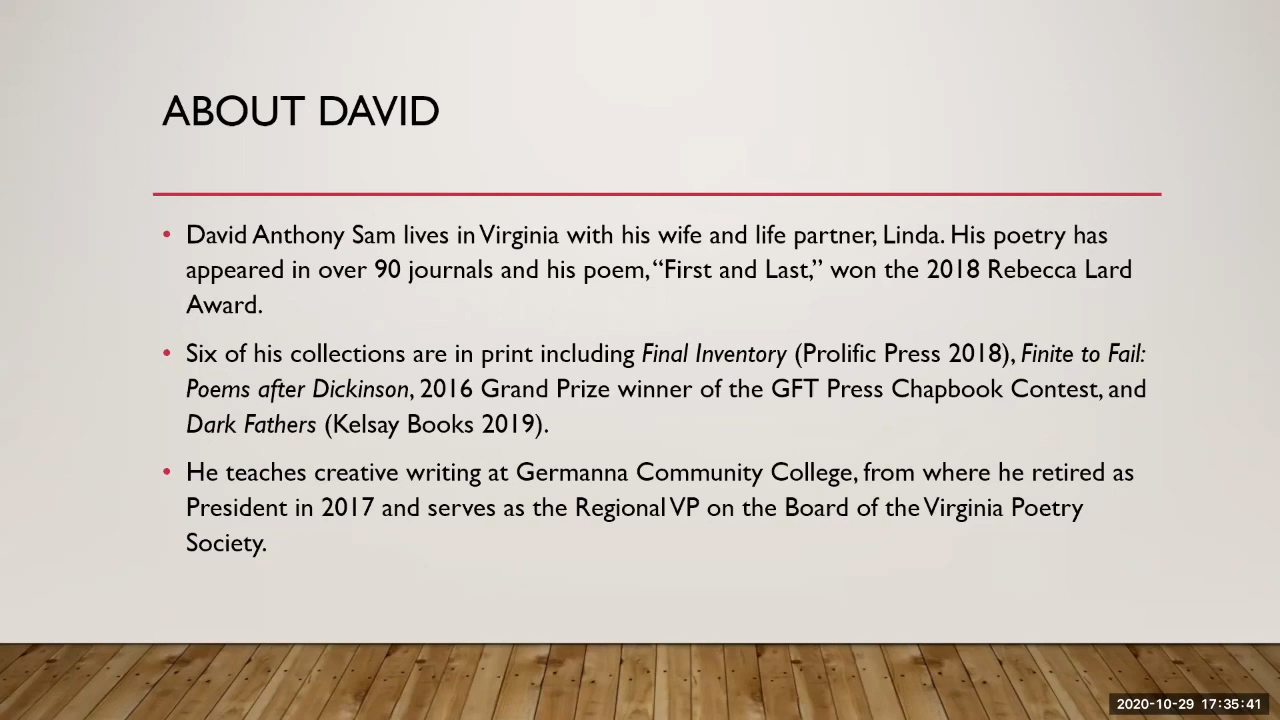 ABOUT DAVID
• David Anthony Sam lives in Virginia with his wife and life partner, Linda. His poetry has
appeared in over 90 journals and his poem, “First and Last,” won the 2018 Rebecca Lard
Award.
• Six of his collections are in print including Final Inventory (Prolific Press 2018), Finite to Fail:
Poems after Dickinson, 2016 Grand Prize winner of the GFT Press Chapbook Contest, and
Dark Fathers (Kelsay Books 2019).
• He teaches creative writing at Germanna Community College, from where he retired as
President in 2017 and serves as the Regional VP on the Board of the Virginia Poetry
Society.
2020-10-29 17:35:41